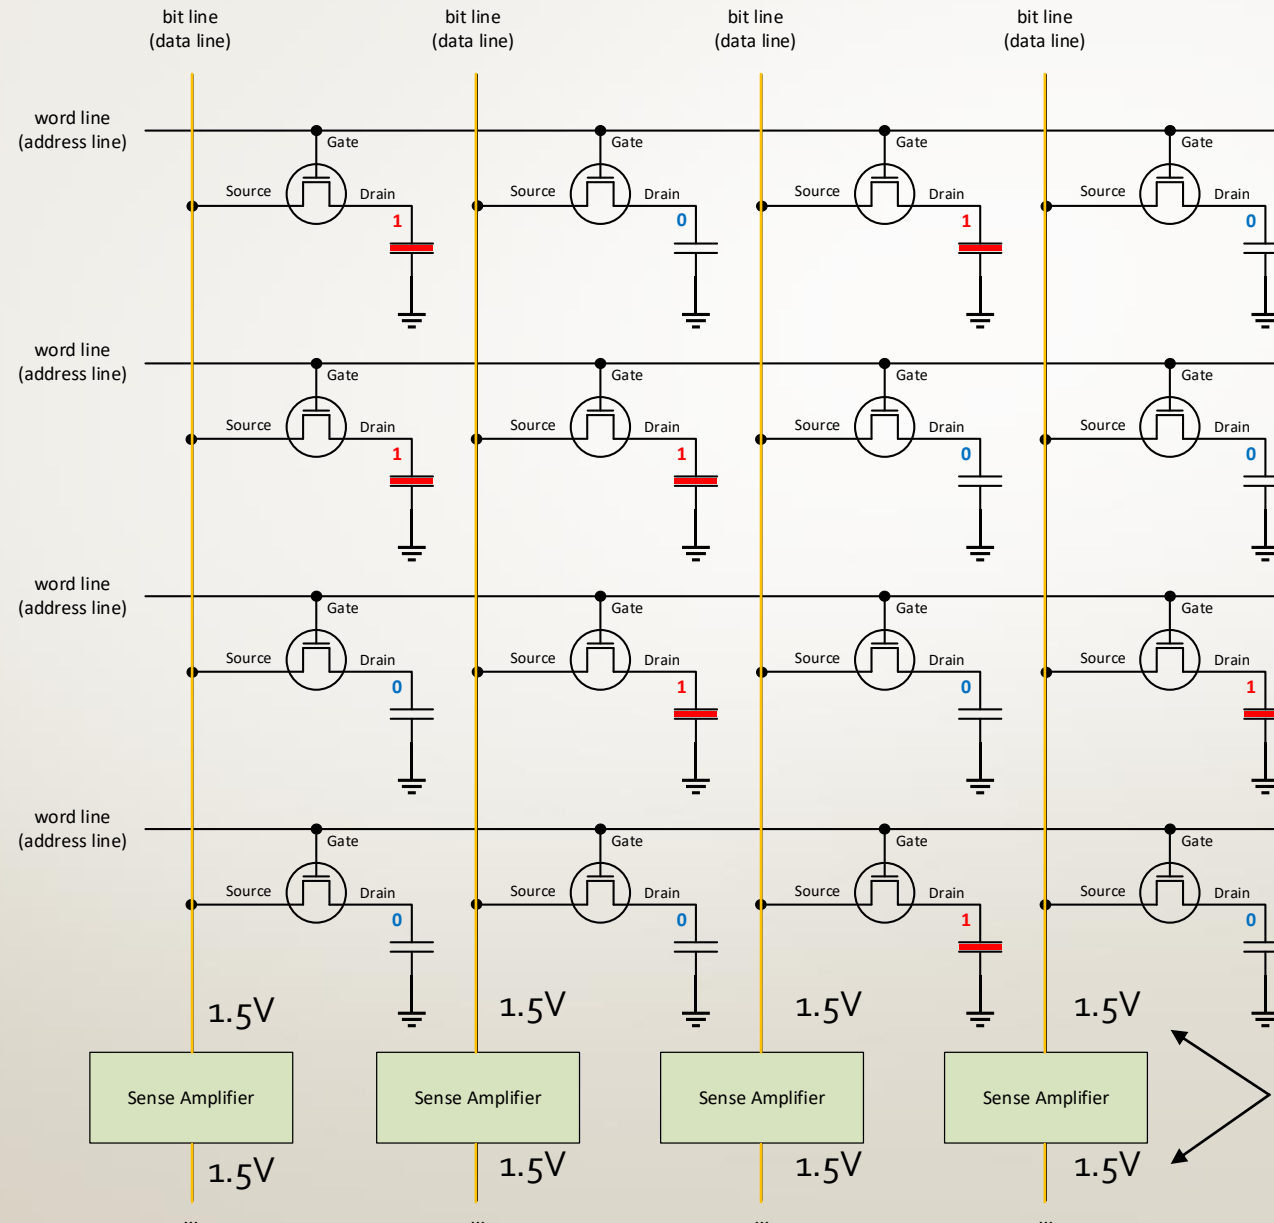 bit line
(data line)
bit line
(data line)
bit line
(data line)
bit line
(data line)
word line
(address line)
Gate
Gate
Gate
Gate
Source
Drain
Source
Drain
Source
Drain
Source
Drain
1
0
1
0
word line
(address line)
Gate
Gate
Gate
Gate
Source
Drain
Source
Drain
Source
Drain
Source
Drain
1
1
0
0
word line
(address line)
Gate
Gate
Gate
Gate
Source
Drain
Source
Drain
Source
Drain
Source
Drain
0
1
0
1
word line
(address line)
Gate
Gate
Gate
Gate
Source
Drain
Source
Drain
Source
Drain
Source
Drain
0
0
1
0
1.5V
1.5V
1.5V
1.5V
Sense Amplifier
Sense Amplifier
Sense Amplifier
Sense Amplifier
1.5V
1.5V
1.5V
1.5V
...
...
...
...